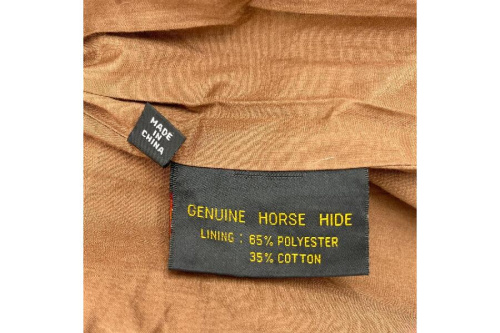 MADE
IN
CHINA
GENUINE HORSE HIDE
LINING : 65% POLYESTER
35% COTTON